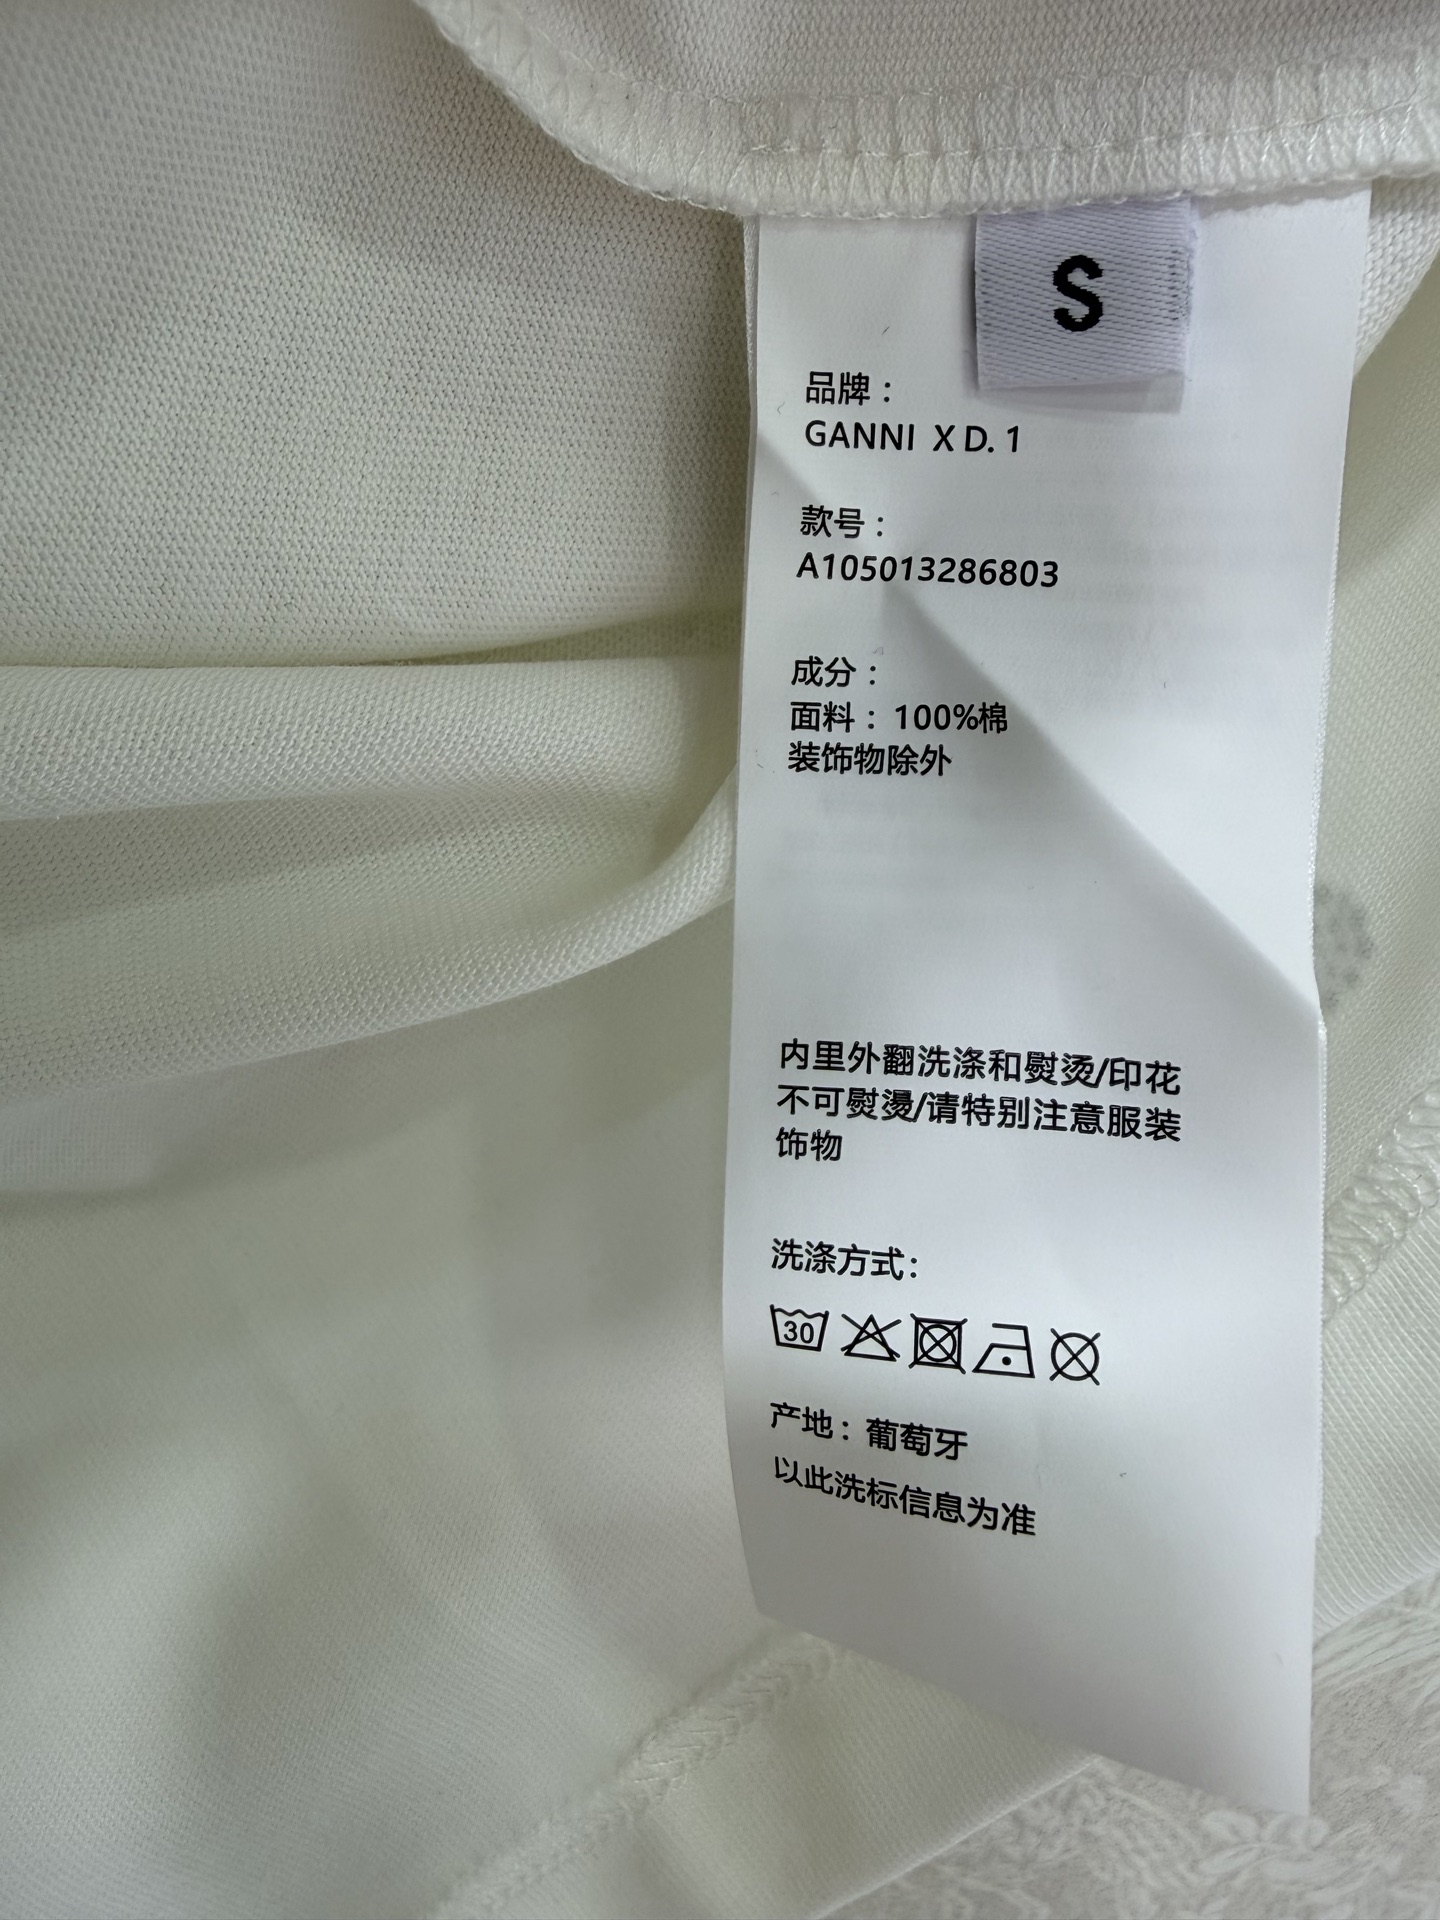 S
品牌：
GANNI X D. 1
款号：
A105013286803
成分：
面料：100%棉
装饰物除外
内里外翻洗涤和熨烫/印花
不可熨燙/请特别注意服装
饰物
洗涤方式：
30
产地：葡萄牙
以此洗标信息为准